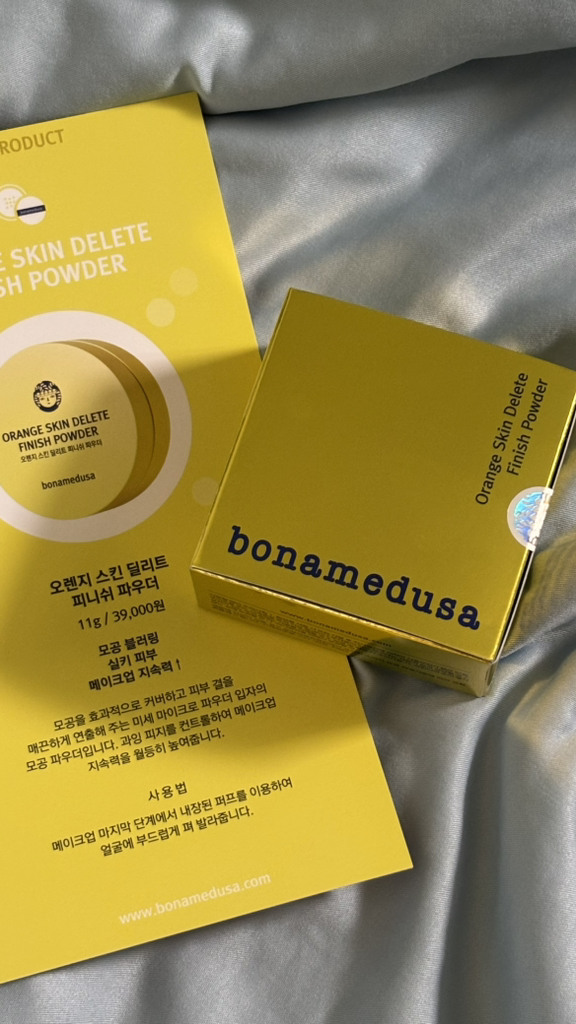 RODUCT
E SKIN DELETE
SH POWDER
ORANGE SKIN DELETE
FINISH POWDER
오렌지 스킨 딜리트 피니쉬 파우더
bonamedusa
오렌지 스킨 딜리트
피니쉬 파우더
11g / 39,000원
모공 블러링
실키 피부
메이크업 지속력 ↑
모공을 효과적으로 커버하고 피부 결을
매끈하게 연출해 주는 미세 마이크로 파우더 입자의
모공 파우더입니다. 과잉 피지를 컨트롤하여 메이크업
지속력을 월등히 높여줍니다.
사용법
메이크업 마지막 단계에서 내장된 퍼프를 이용하여
얼굴에 부드럽게 펴 발라줍니다.
www.bonamedusa.com
Orange Skin Delete
Finish Powder
bonamedusa